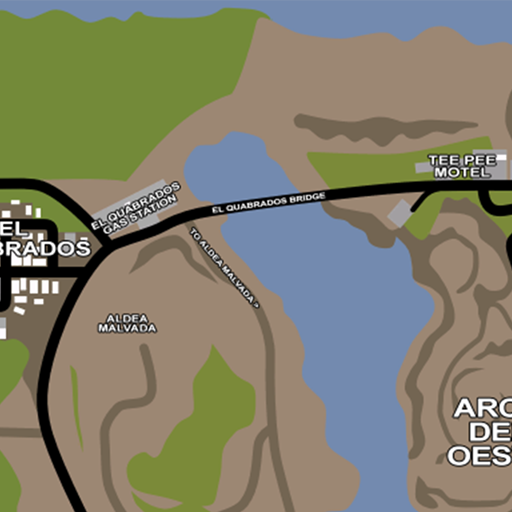 TEE PEE
MOTEL
EL QUABRADOS
GAS STATION
EL QUABRADOS BRIDGE
EL
BRADOS
TO ALDEA MALVADA >
ALDEA
MALVADA
ARC
DE
OES